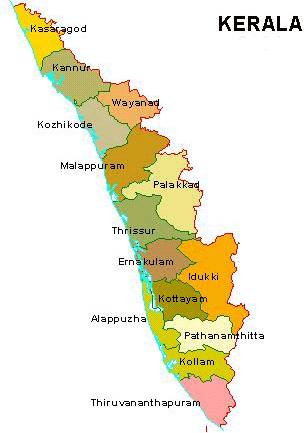 KERALA
Kasaragod
Kannur
Wayanad
Kozhikode
Malappuram
Palakkad
Thrissur
Ernakulam
Idukki
Kottayam
Alappuzha
Pathanamthitta
Kollam
Thiruvananthapuram